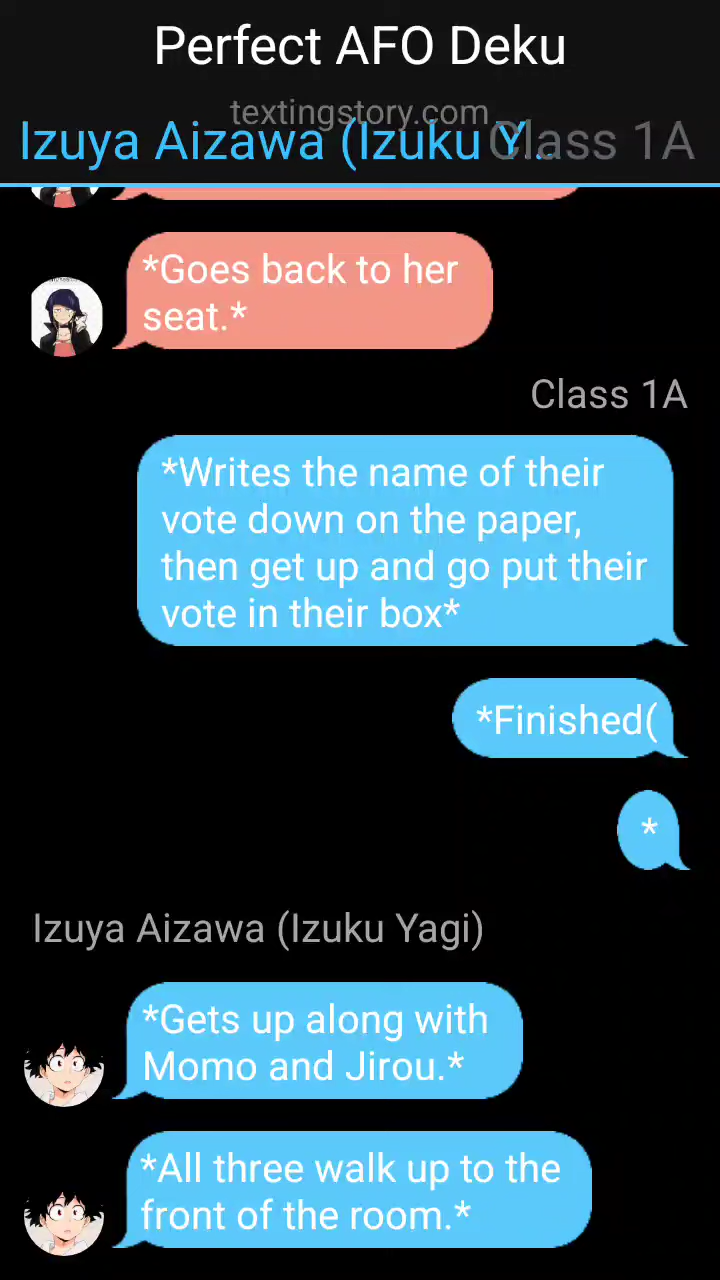 Perfect AFO Deku
textingstory.com
Izuya Aizawa (Izuku Y... Class 1A
*Goes back to her
seat.*
Class 1A
*Writes the name of their
vote down on the paper,
then get up and go put their
vote in their box*
*Finished(
*
Izuya Aizawa (Izuku Yagi)
*Gets up along with
Momo and Jirou.*
*All three walk up to the
front of the room.*